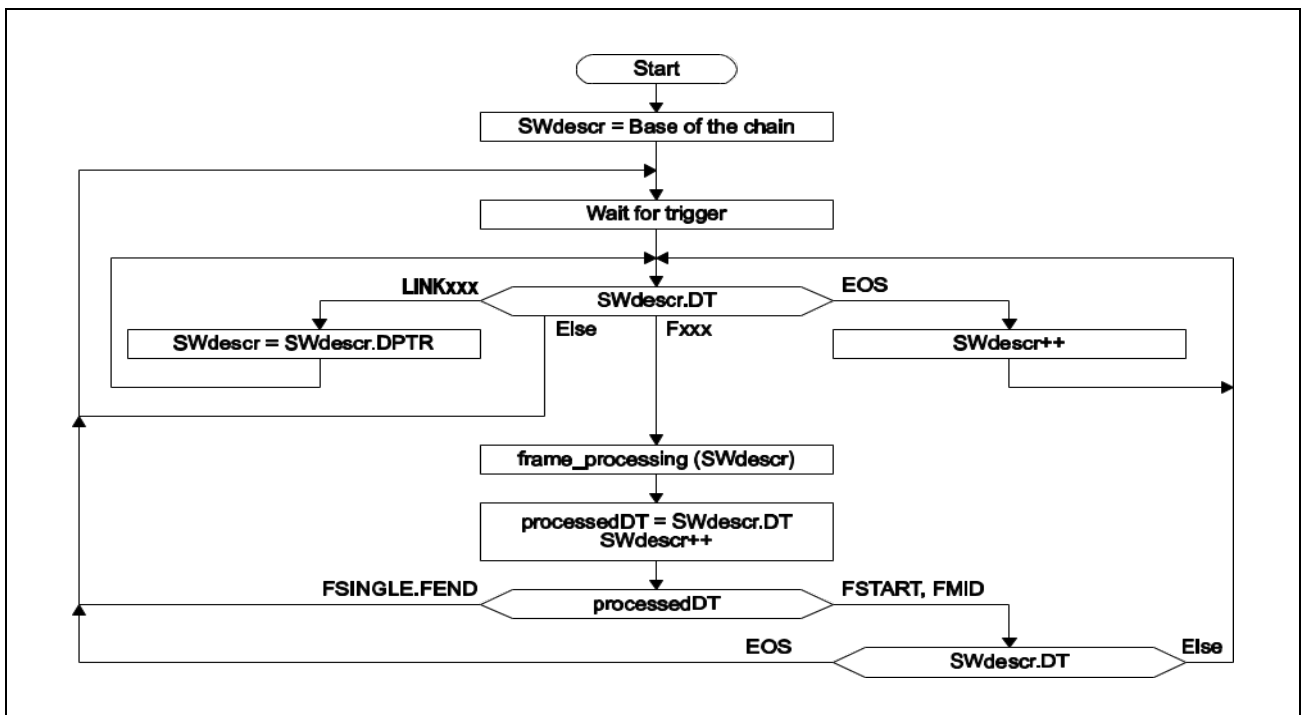 Start
SWdescr = Base of the chain
Wait for trigger
LINKxxx
SWdescr.DT
EOS
Else
Fxxx
SWdescr = SWdescr.DPTR
SWdescr++
frame_processing (SWdescr)
processedDT = SWdescr.DT
SWdescr++
FSINGLE.FEND
processedDT
FSTART, FMID
EOS
SWdescr.DT
Else